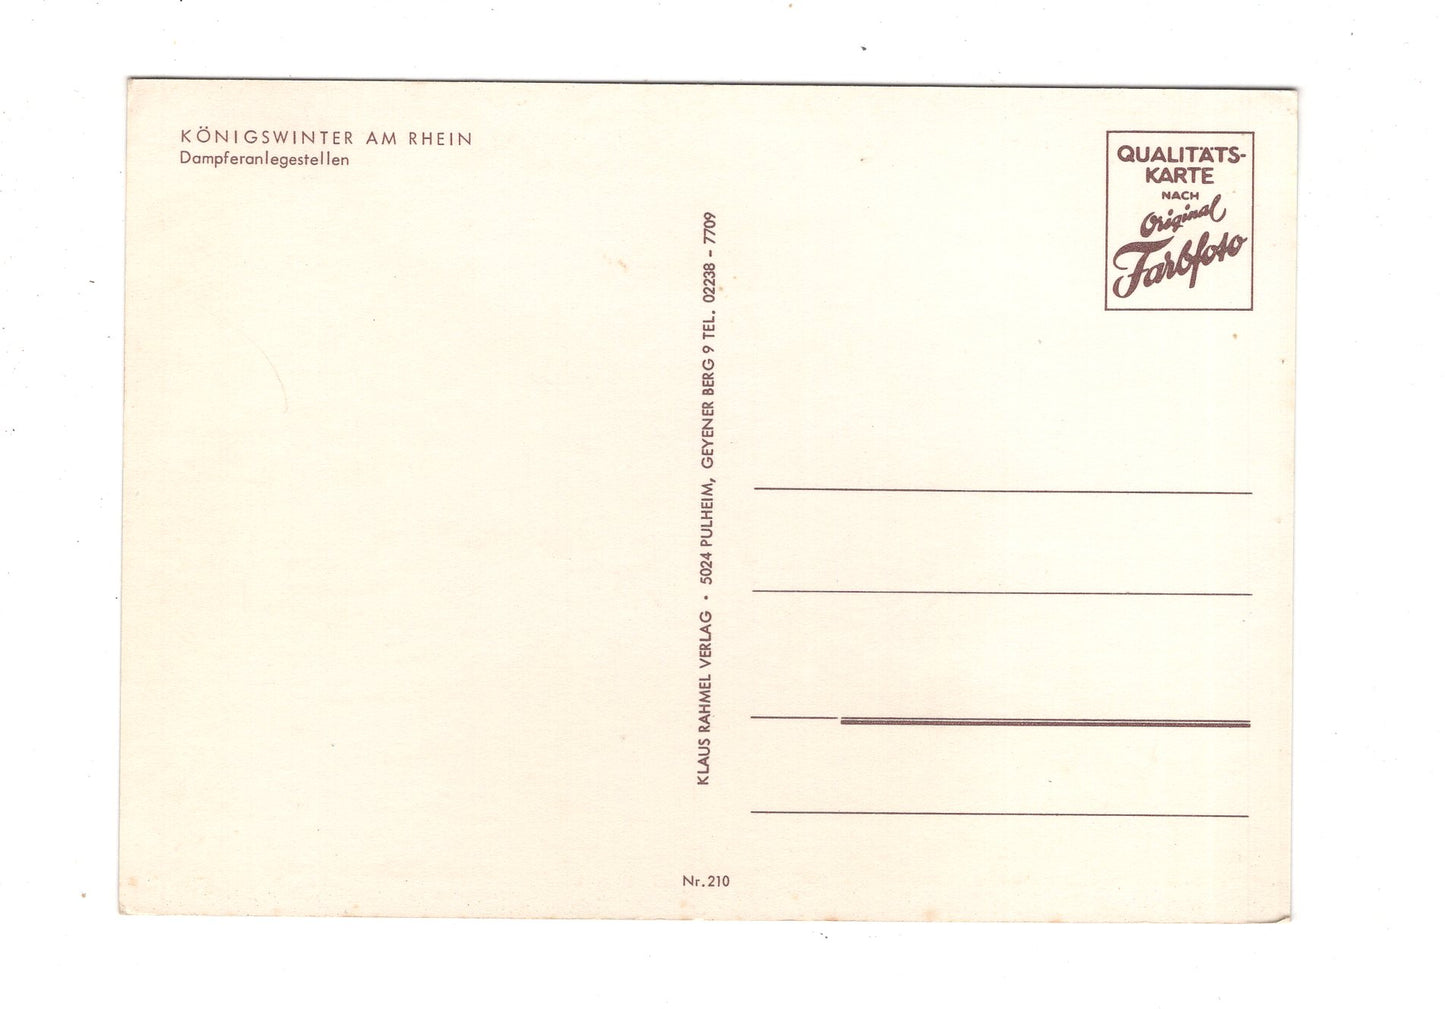 KÖNIGSWINTER AM RHEIN
Dampferanlegestellen
KLAUS RAHMEL VERLAG • 5024 PULHEIM, GEYENER BERG 9 TEL. 02238 - 7709
QUALITÄTS-
KARTE
NACH
Original
Farbfoto
Nr. 210